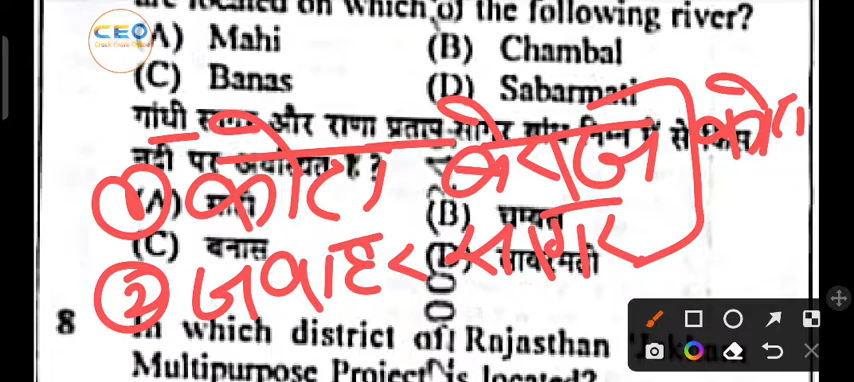 are located on which of the following river?
CEO
(A) Mahi (B) Chambal
(C) Banas (D) Sabarmati
गांधी सागर और राणा प्रताप सागर बांध निम्न में से किस
नदी पर अवस्थित है?
① कोटा बैराज कोटा
(A) माही (B) चम्बल
(C) बनास (D) साबरमती
② जवाहर सागर
8 In which district of Rajasthan
Multipurpose Project is located?